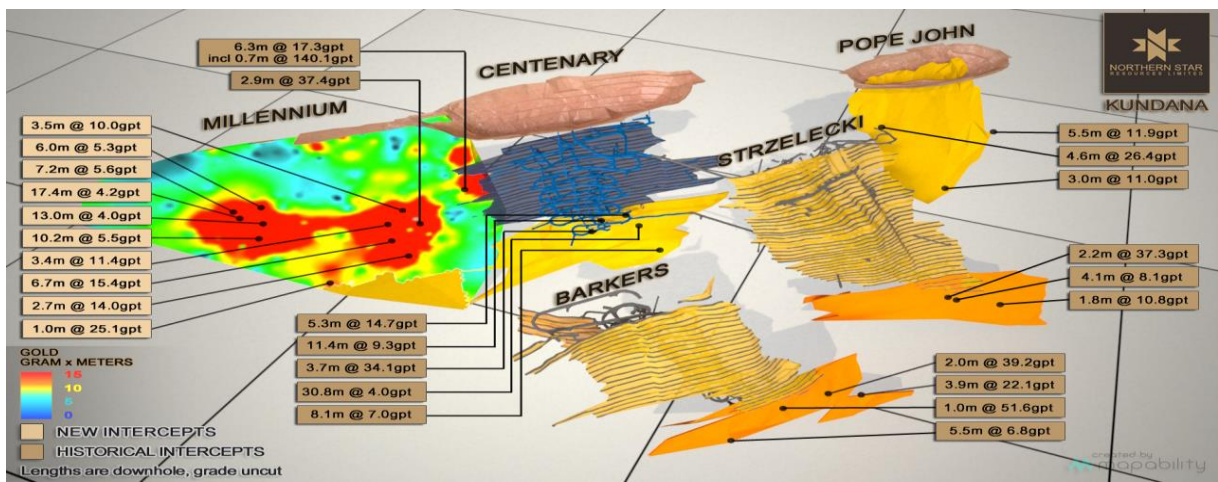 6.3m @ 17.3gpt
incl 0.7m @ 140.1gpt
2.9m @ 37.4gpt
CENTENARY
POPE JOHN
NORTHERN STAR
RESOURCES LIMITED
KUNDANA
MILLENNIUM
3.5m @ 10.0gpt
6.0m @ 5.3gpt
7.2m @ 5.6gpt
17.4m @ 4.2gpt
13.0m @ 4.0gpt
10.2m @ 5.5gpt
3.4m @ 11.4gpt
6.7m @ 15.4gpt
2.7m @ 14.0gpt
1.0m @ 25.1gpt
STRZELECKI
5.5m @ 11.9gpt
4.6m @ 26.4gpt
3.0m @ 11.0gpt
2.2m @ 37.3gpt
4.1m @ 8.1gpt
1.8m @ 10.8gpt
BARKERS
5.3m @ 14.7gpt
11.4m @ 9.3gpt
3.7m @ 34.1gpt
30.8m @ 4.0gpt
8.1m @ 7.0gpt
2.0m @ 39.2gpt
3.9m @ 22.1gpt
1.0m @ 51.6gpt
5.5m @ 6.8gpt
GOLD
GRAM x METERS
15
10
5
0
NEW INTERCEPTS
HISTORICAL INTERCEPTS
Lengths are downhole, grade uncut
created by
mapability